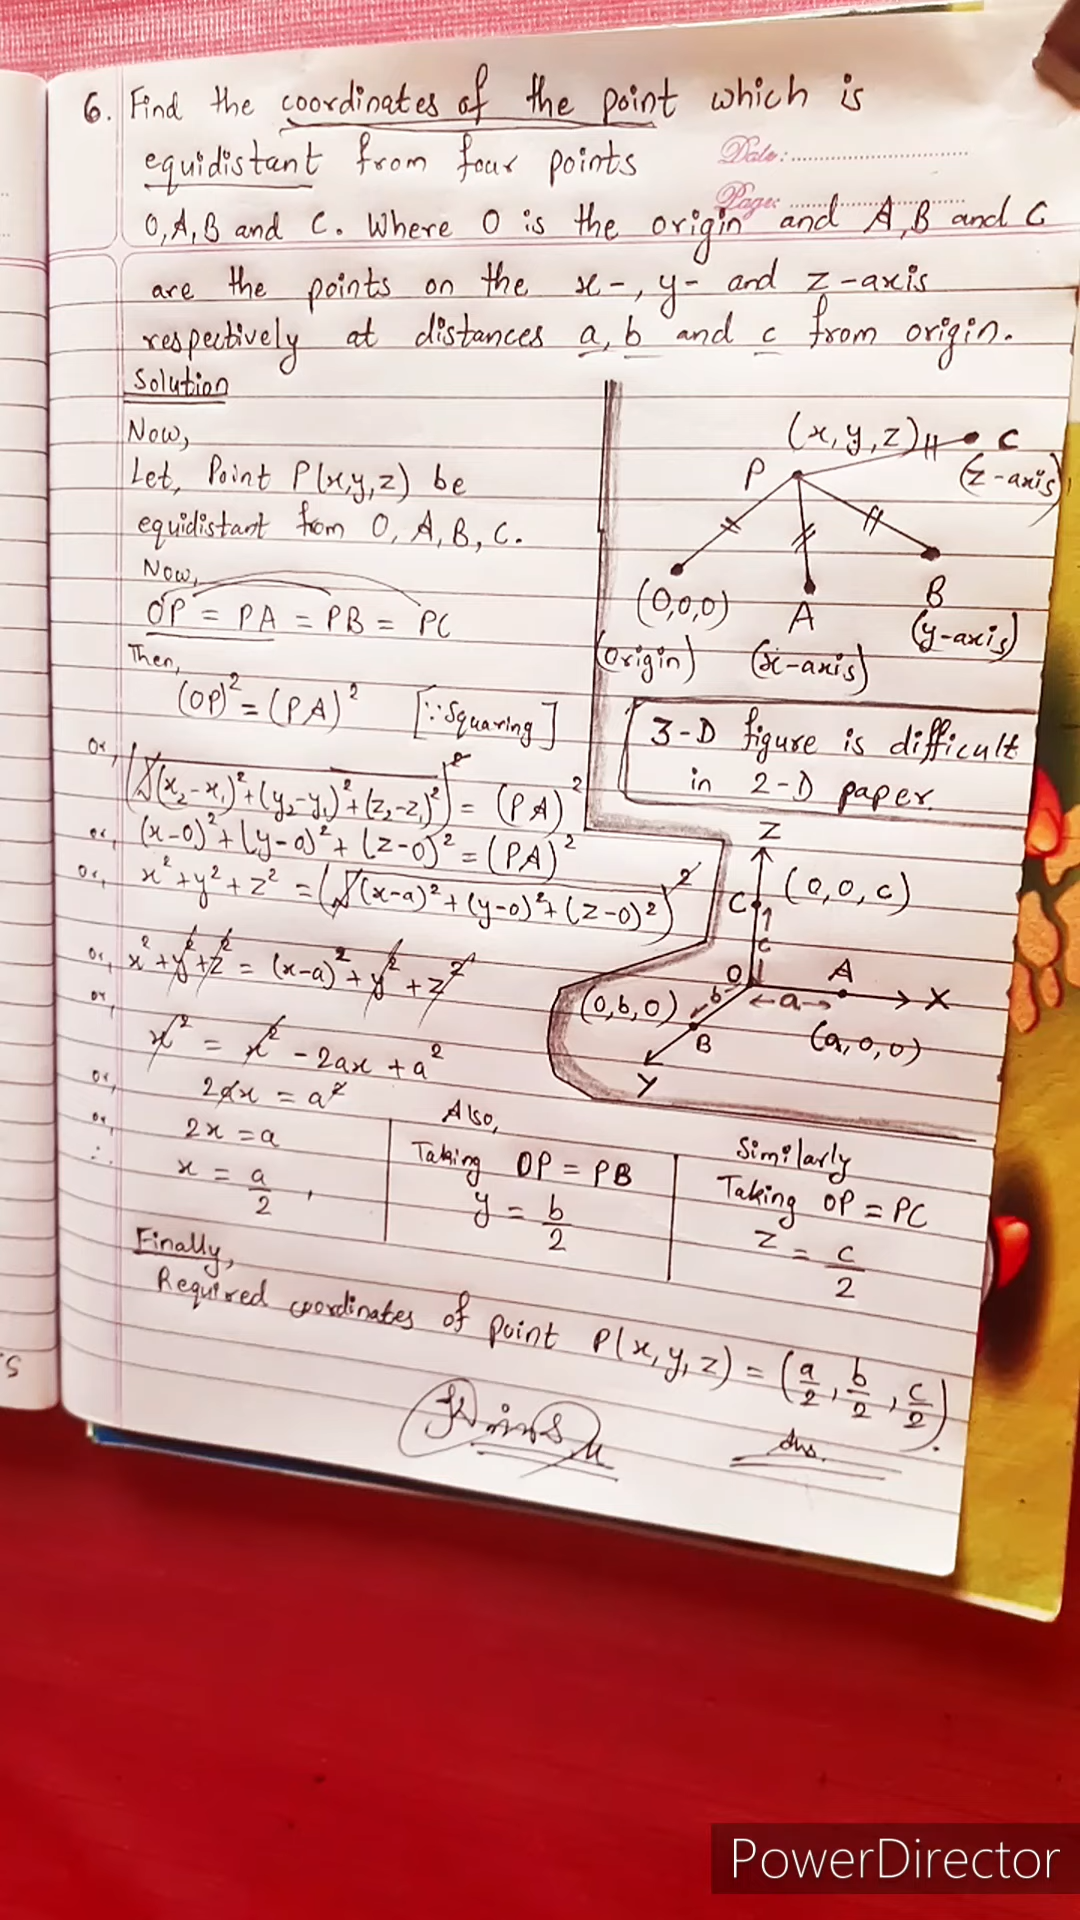 6. Find the coordinates of the point which is
equidistant from four points
Date:
Page:
O, A, B and C. Where O is the origin and A, B and C
are the points on the x-, y- and z-axis
respectively at distances a, b and c from origin.
Solution
Now,
Let, Point P(x,y,z) be
equidistant from O, A, B, C.
Now,
OP = PA = PB = PC
Then,
(OP)² = (PA)² [∵ Squaring]
or, (√(x₂-x₁)²+(y₂-y₁)²+(z₂-z₁)²)² = (PA)²
or, (x-0)²+(y-0)²+(z-0)² = (PA)²
or, x²+y²+z² = (√(x-a)²+(y-0)²+(z-0)²)²
or, x²+y²+z² = (x-a)²+y²+z²
or,
x² = x² - 2ax + a²
or, 2ax = a²
or, 2x = a
∴ x = a/2,
(x, y, z)
C
P
(z-axis)
(0,0,0)
A
B
(origin)
(x-axis)
(y-axis)
3-D figure is difficult
in 2-D paper.
Z
C
(0, 0, c)
c
O
A
(0,b,0)
b
a
X
B
(a,0,0)
Y
Also,
Taking OP = PB
y = b/2
Similarly
Taking OP = PC
z = c/2
Finally,
Required coordinates of point P(x,y,z) = (a/2, b/2, c/2).
Ans.
PowerDirector